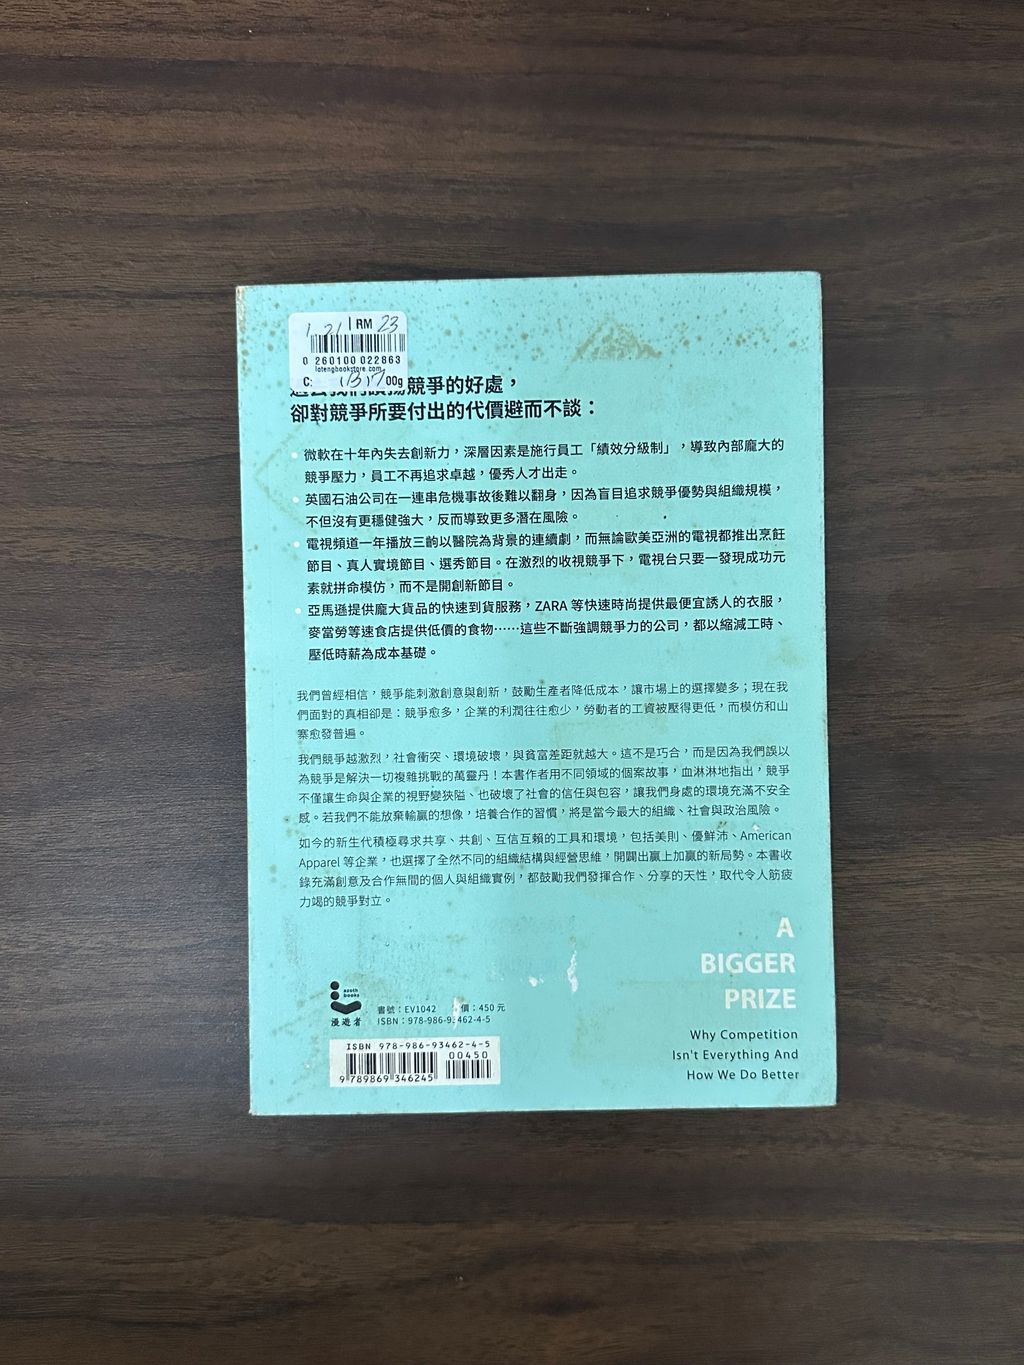 RM 23
0 260100 022863
latengbookstore.com
C:
00g
競爭的好處，
卻對競爭所要付出的代價避而不談：
微軟在十年內失去創新力，深層因素是施行員工「績效分級制」，導致內部龐大的
競爭壓力，員工不再追求卓越，優秀人才出走。
英國石油公司在一連串危機事故後難以翻身，因為盲目追求競爭優勢與組織規模，
不但沒有更穩健強大，反而導致更多潛在風險。
電視頻道一年播放三齣以醫院為背景的連續劇，而無論歐美亞洲的電視都推出烹飪
節目、真人實境節目、選秀節目。在激烈的收視競爭下，電視台只要一發現成功元
素就拼命模仿，而不是開創新節目。
亞馬遜提供龐大貨品的快速到貨服務，ZARA 等快速時尚提供最便宜誘人的衣服，
麥當勞等速食店提供低價的食物⋯⋯這些不斷強調競爭力的公司，都以縮減工時、
壓低時薪為成本基礎。
我們曾經相信，競爭能刺激創意與創新，鼓勵生產者降低成本，讓市場上的選擇變多；現在我
們面對的真相卻是：競爭愈多，企業的利潤往往愈少，勞動者的工資被壓得更低，而模仿和山
寨愈發普遍。
我們競爭越激烈，社會衝突、環境破壞，與貧富差距就越大。這不是巧合，而是因為我們誤以
為競爭是解決一切複雜挑戰的萬靈丹！本書作者用不同領域的個案故事，血淋淋地指出，競爭
不僅讓生命與企業的視野變狹隘、也破壞了社會的信任與包容，讓我們身處的環境充滿不安全
感。若我們不能放棄輸贏的想像，培養合作的習慣，將是當今最大的組織、社會與政治風險。
如今的新生代積極尋求共享、共創、互信互賴的工具和環境，包括美則、優鮮沛、American
Apparel 等企業，也選擇了全然不同的組織結構與經營思維，開闢出贏上加贏的新局勢。本書收
錄充滿創意及合作無間的個人與組織實例，都鼓勵我們發揮合作、分享的天性，取代令人筋疲
力竭的競爭對立。
A
BIGGER
PRIZE
Why Competition
Isn't Everything And
How We Do Better
azoth
books
漫遊者
書號：EV1042 價：450 元
ISBN：978-986-93462-4-5
ISBN 978-986-93462-4-5
00450
9 789869 346245